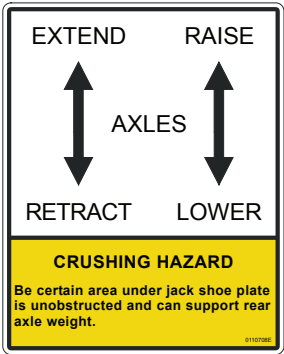 EXTEND RAISE
AXLES
RETRACT LOWER
CRUSHING HAZARD
Be certain area under jack shoe plate
is unobstructed and can support rear
axle weight.
0110708E